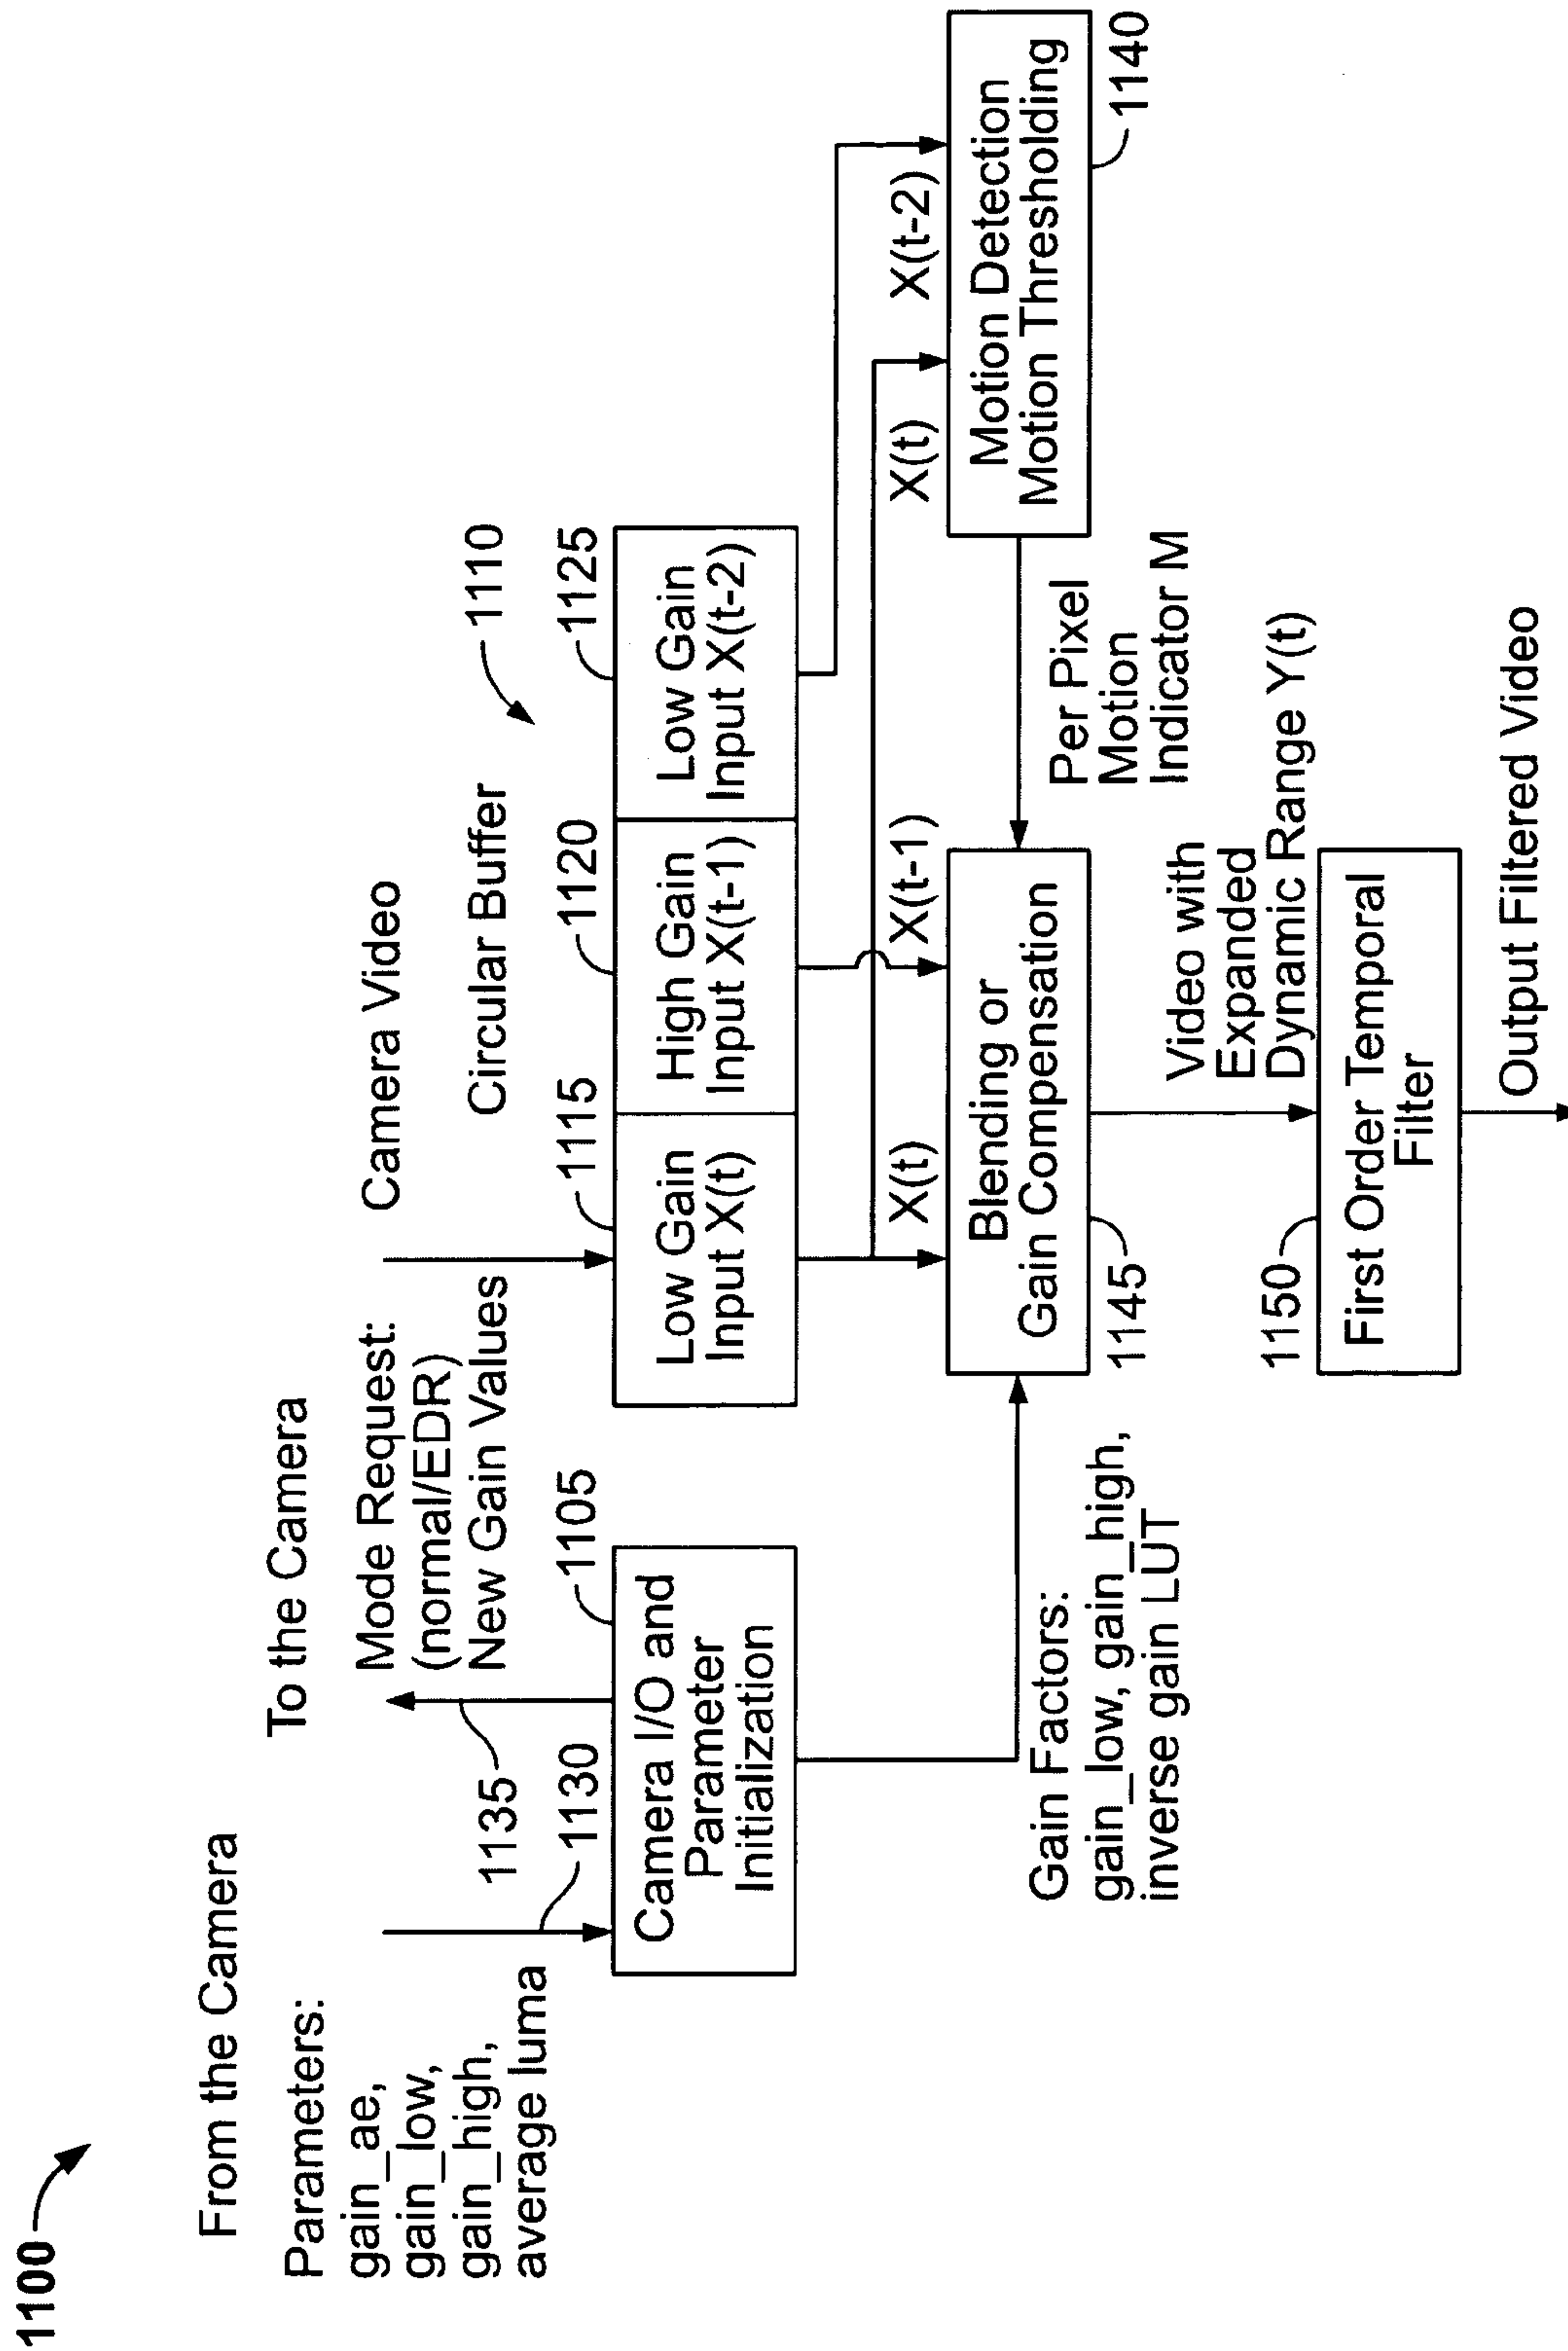 1100
From the Camera
Parameters:
gain_ae,
gain_low,
gain_high,
average luma
1130
1135
To the Camera
Mode Request:
(normal/EDR)
New Gain Values
1105
Camera I/O and
Parameter
Initialization
Camera Video
Circular Buffer
1110
1115
Low Gain
Input X(t)
1120
High Gain
Input X(t-1)
1125
Low Gain
Input X(t-2)
X(t)
X(t-1)
X(t)
X(t-2)
Gain Factors:
gain_low, gain_high,
inverse gain LUT
Blending or
Gain Compensation
1145
Per Pixel
Motion
Indicator M
Motion Detection
Motion Thresholding
1140
Video with
Expanded
Dynamic Range Y(t)
1150
First Order Temporal
Filter
Output Filtered Video